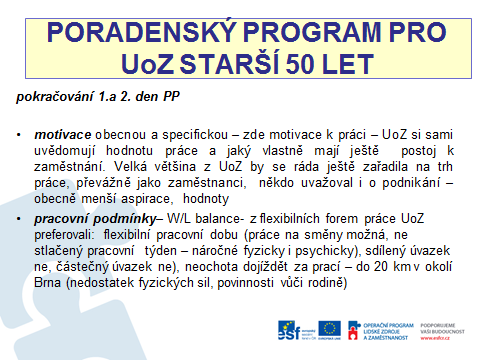 PORADENSKÝ PROGRAM PRO
UoZ STARŠÍ 50 LET
pokračování 1.a 2. den PP
• motivace obecnou a specifickou – zde motivace k práci – UoZ si sami
uvědomují hodnotu práce a jaký vlastně mají ještě postoj k
zaměstnání. Velká většina z UoZ by se ráda ještě zařadila na trh
práce, převážně jako zaměstnanci, někdo uvažoval i o podnikání –
obecně menší aspirace, hodnoty
• pracovní podmínky– W/L balance- z flexibilních forem práce UoZ
preferovali: flexibilní pracovní dobu (práce na směny možná, ne
stlačený pracovní týden – náročné fyzicky i psychicky), sdílený úvazek
ne, částečný úvazek ne), neochota dojíždět za prací – do 20 km v okolí
Brna (nedostatek fyzických sil, povinnosti vůči rodině)
esf
EVROPSKÁ UNIE
OPERAČNÍ PROGRAM
LIDSKÉ ZDROJE
A ZAMĚSTNANOST
PODPORUJEME
VAŠI BUDOUCNOST
www.esfcr.cz